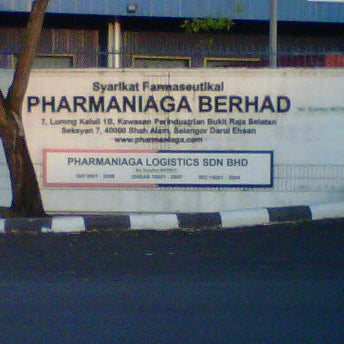 Syarikat Farmaseutikal
PHARMANIAGA BERHAD
7, Lorong Keluli 1B, Kawasan Perindustrian Bukit Raja Selatan
Seksyen 7, 40000 Shah Alam, Selangor Darul Ehsan
www.pharmaniaga.com
PHARMANIAGA LOGISTICS SDN BHD
ISO 9001 : 2008 OHSAS 18001 : 2007 ISO 14001 : 2004